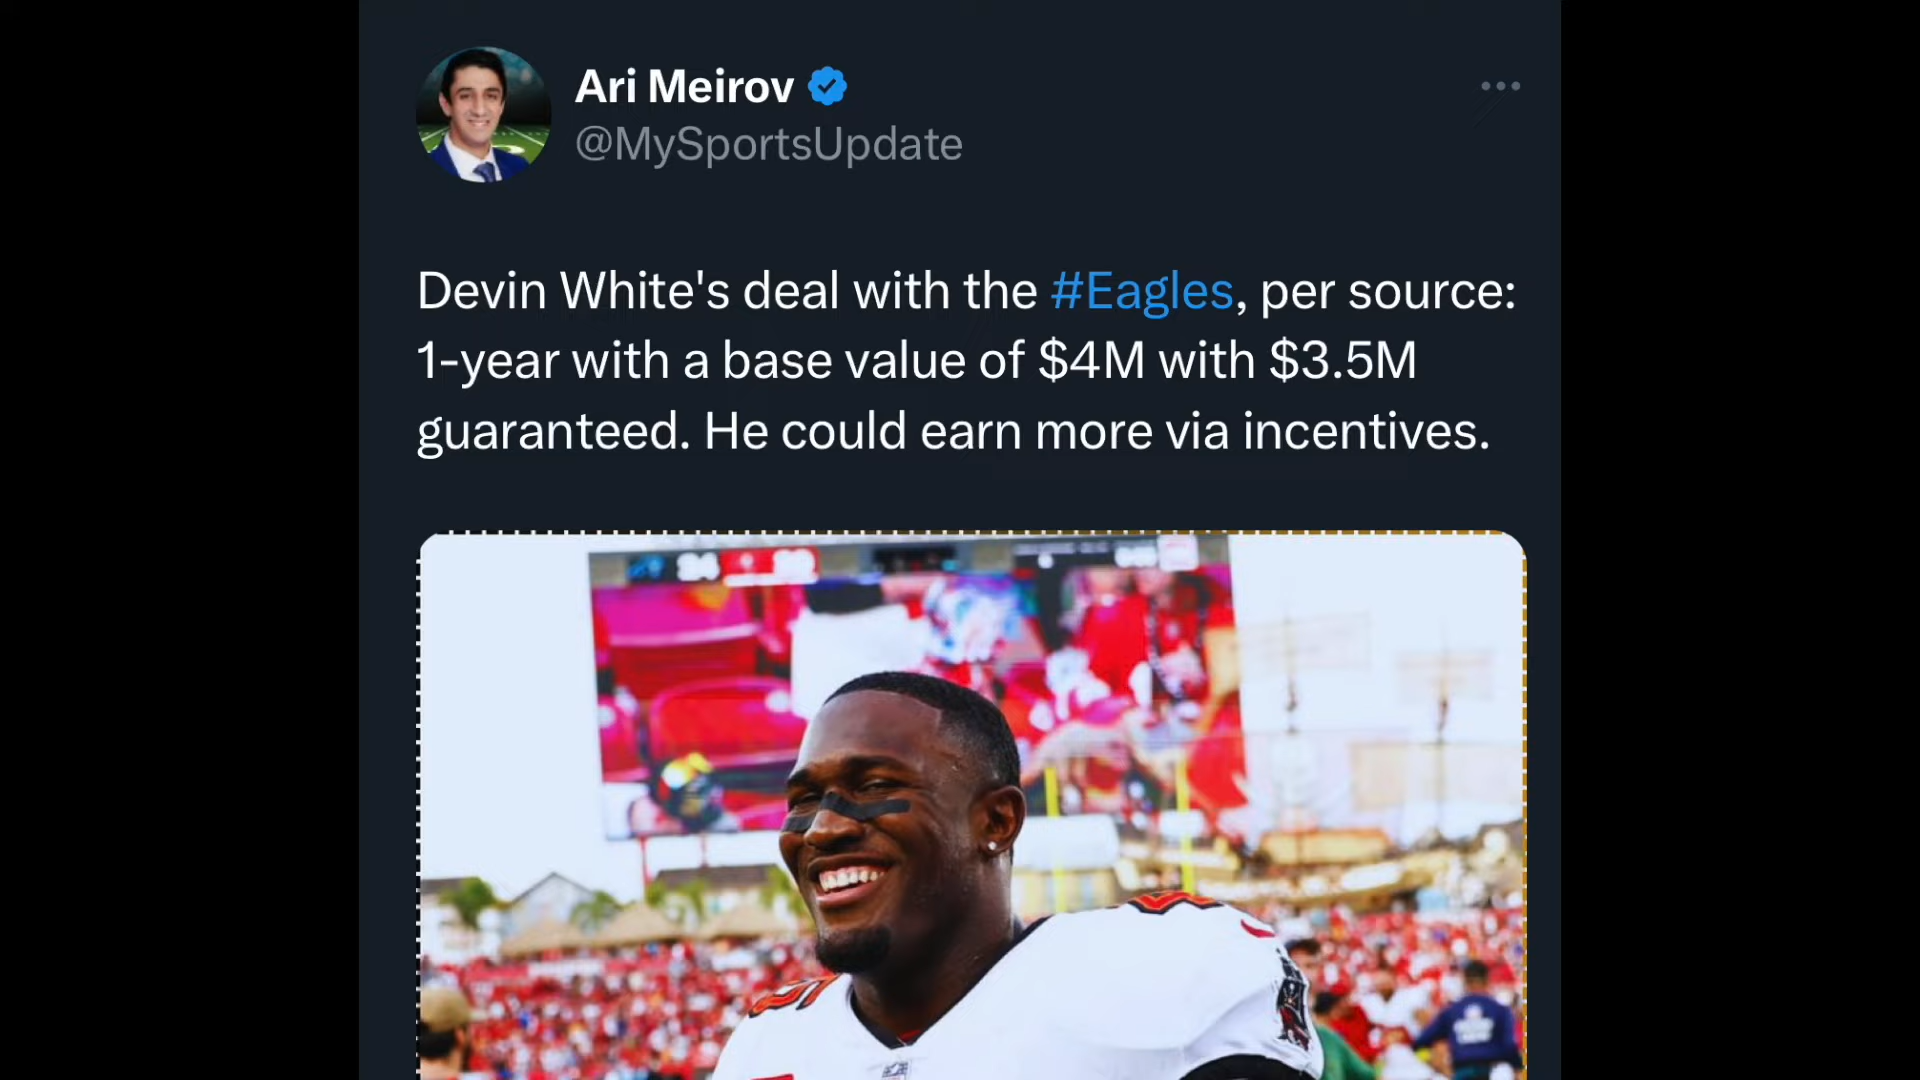 Ari Meirov
@MySportsUpdate
Devin White's deal with the #Eagles, per source:
1-year with a base value of $4M with $3.5M
guaranteed. He could earn more via incentives.